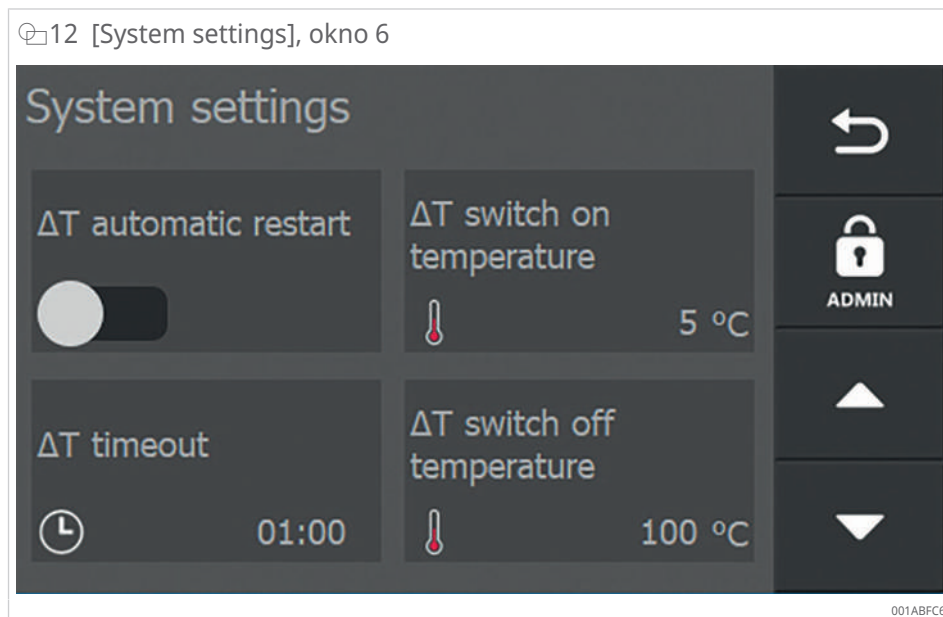 12 [System settings], okno 6
System settings
ΔT automatic restart
ΔT switch on
temperature
5 °C
ΔT timeout
01:00
ΔT switch off
temperature
100 °C
ADMIN
001ABFC6